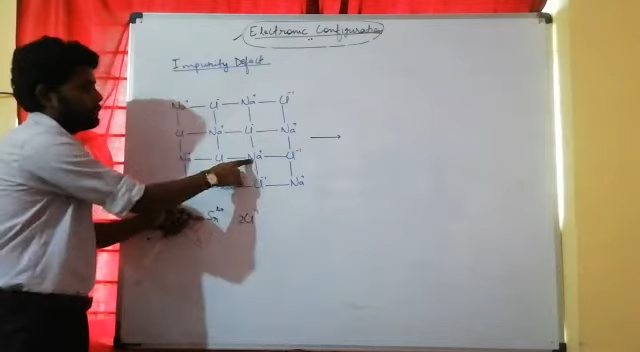 Electronic Configuration
Impurity Defect
Na⁺ Cl⁻ Na⁺ Cl⁻
Cl Na⁺ Cl⁻ Na⁺
Na⁺ Cl Na⁺ Cl⁻
Cl⁻ Na⁺
Sr²⁺ 2Cl⁻